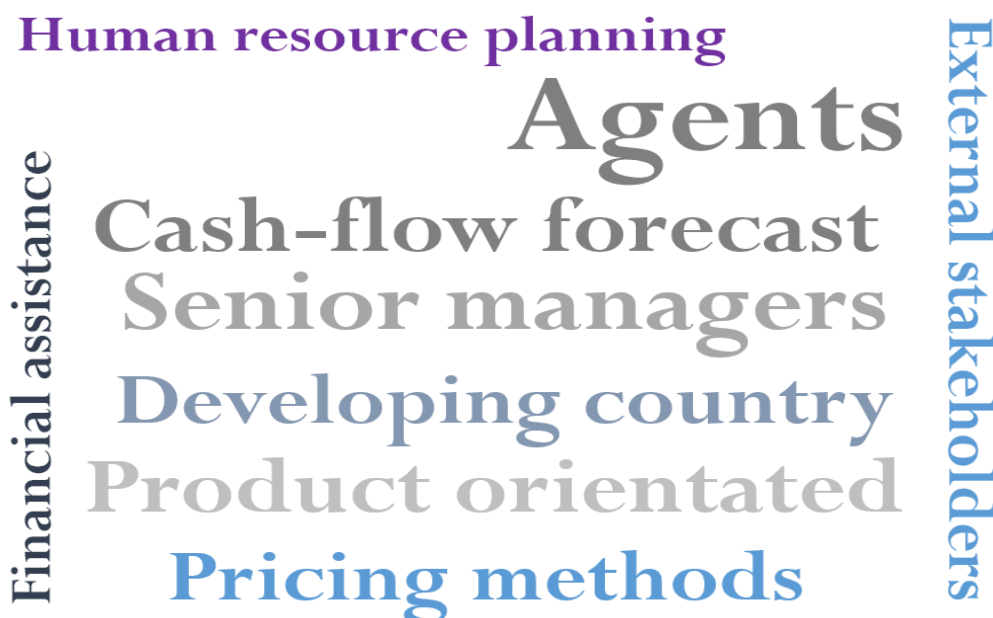 Human resource planning
Agents
Cash-flow forecast
Senior managers
Developing country
Product orientated
Pricing methods
Financial assistance
External stakeholders